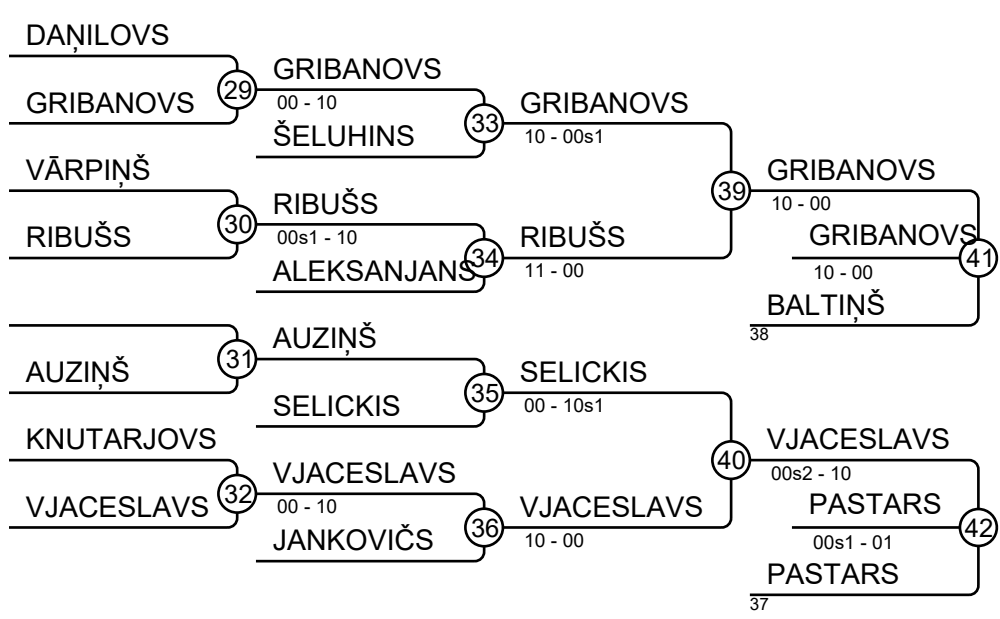 DAŅILOVS
29
GRIBANOVS
GRIBANOVS
00 - 10
ŠELUHINS
33
GRIBANOVS
10 - 00s1
VĀRPIŅŠ
30
RIBUŠS
RIBUŠS
00s1 - 10
ALEKSANJANS
34
RIBUŠS
11 - 00
39
GRIBANOVS
10 - 00
GRIBANOVS
10 - 00
41
BALTIŅŠ
38
31
AUZIŅŠ
AUZIŅŠ
SELICKIS
35
SELICKIS
00 - 10s1
KNUTARJOVS
32
VJACESLAVS
VJACESLAVS
00 - 10
JANKOVIČS
36
VJACESLAVS
10 - 00
40
VJACESLAVS
00s2 - 10
PASTARS
00s1 - 01
42
PASTARS
37